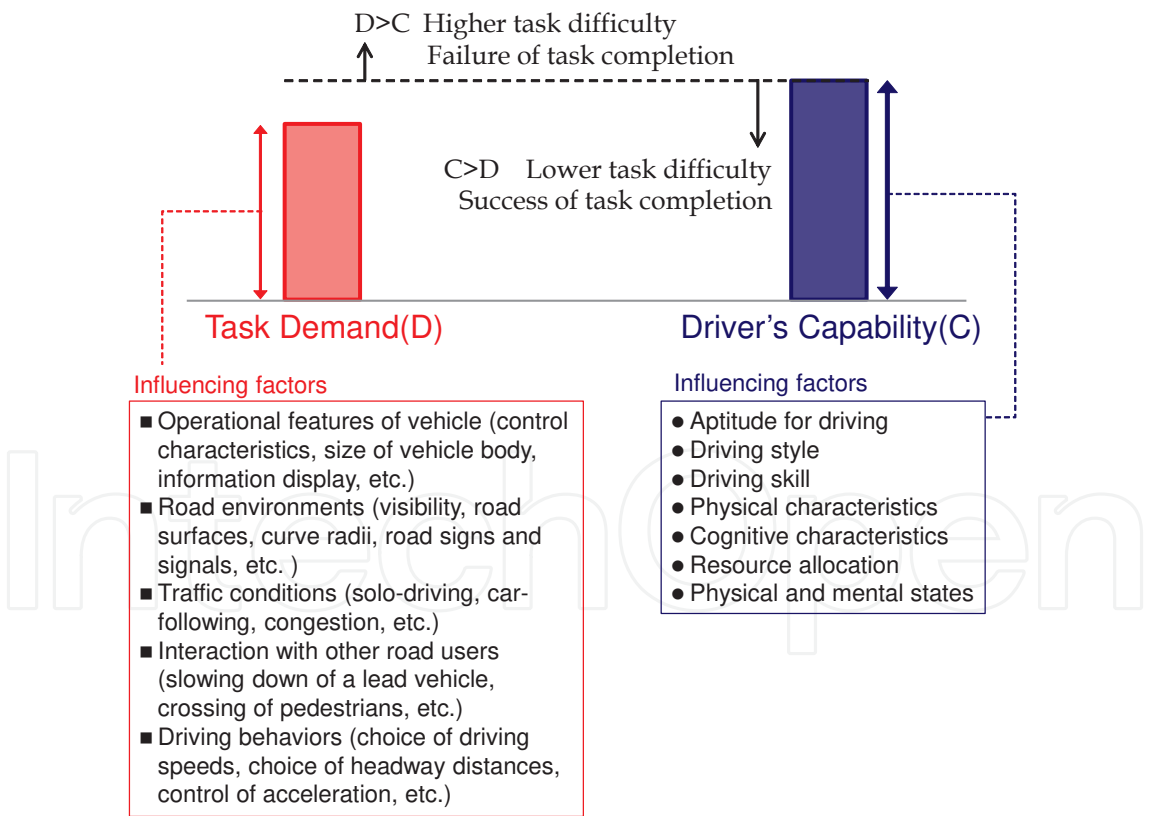 D>C Higher task difficulty
Failure of task completion
C>D Lower task difficulty
Success of task completion
Task Demand(D)
Driver's Capability(C)
Influencing factors
■ Operational features of vehicle (control
characteristics, size of vehicle body,
information display, etc.)
■ Road environments (visibility, road
surfaces, curve radii, road signs and
signals, etc. )
■ Traffic conditions (solo-driving, car-
following, congestion, etc.)
■ Interaction with other road users
(slowing down of a lead vehicle,
crossing of pedestrians, etc.)
■ Driving behaviors (choice of driving
speeds, choice of headway distances,
control of acceleration, etc.)
Influencing factors
● Aptitude for driving
● Driving style
● Driving skill
● Physical characteristics
● Cognitive characteristics
● Resource allocation
● Physical and mental states
IntechOpen